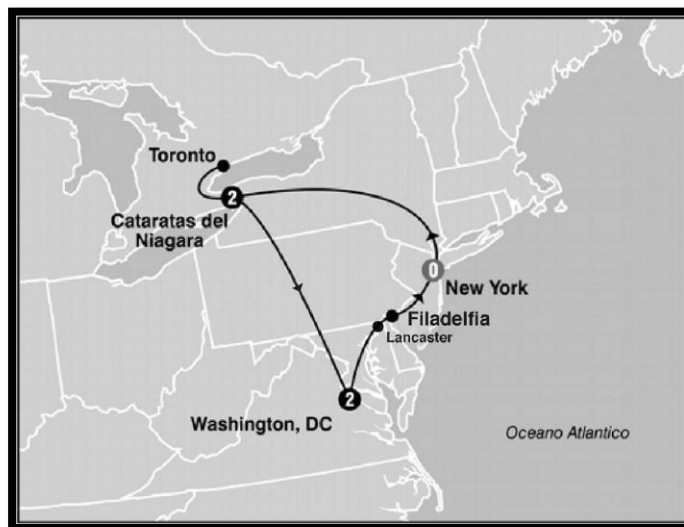 Toronto
2
Cataratas del
Niagara
0
New York
Filadelfia
Lancaster
2
Washington, DC
Oceano Atlantico